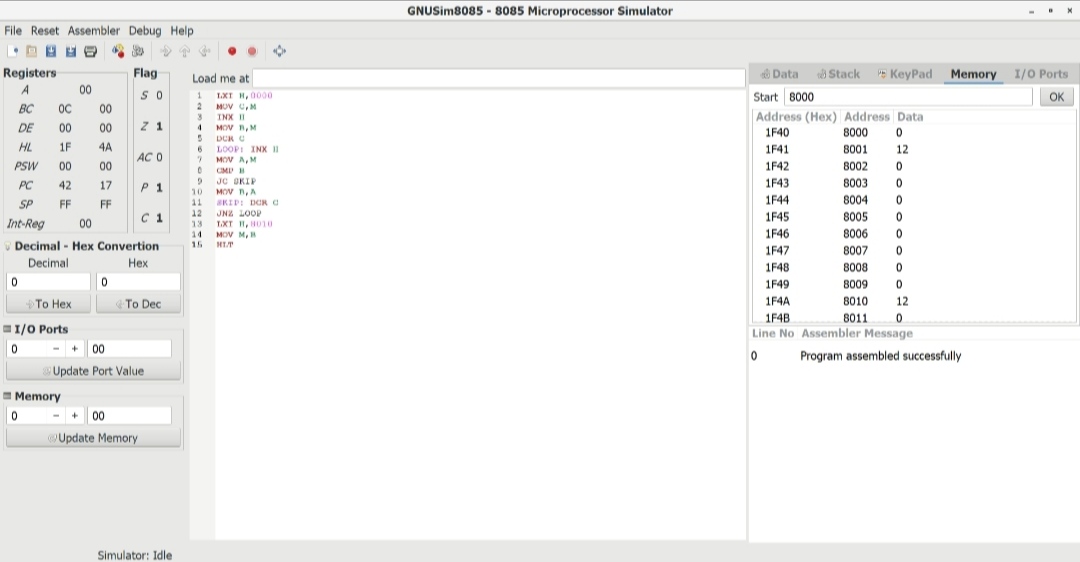 GNUSim8085 - 8085 Microprocessor Simulator
File Reset Assembler Debug Help
Registers
A 00
BC 0C 00
DE 00 00
HL 1F 4A
PSW 00 00
PC 42 17
SP FF FF
Int-Reg 00
Flag
S 0
Z 1
AC 0
P 1
C 1
Decimal - Hex Convertion
Decimal Hex
0 0
To Hex To Dec
I/O Ports
0 - + 00
Update Port Value
Memory
0 - + 00
Update Memory
Load me at
1 LXI H,8000
2 MOV C,M
3 INX H
4 MOV B,M
5 DCR C
6 LOOP: INX H
7 MOV A,M
8 CMP B
9 JC SKIP
10 MOV B,A
11 SKIP: DCR C
12 JNZ LOOP
13 LXI H,8010
14 MOV M,B
15 HLT
Data Stack KeyPad Memory I/O Ports
Start 8000 OK
Address (Hex) Address Data
1F40 8000 0
1F41 8001 12
1F42 8002 0
1F43 8003 0
1F44 8004 0
1F45 8005 0
1F46 8006 0
1F47 8007 0
1F48 8008 0
1F49 8009 0
1F4A 8010 12
1F4B 8011 0
Line No Assembler Message
0 Program assembled successfully
Simulator: Idle